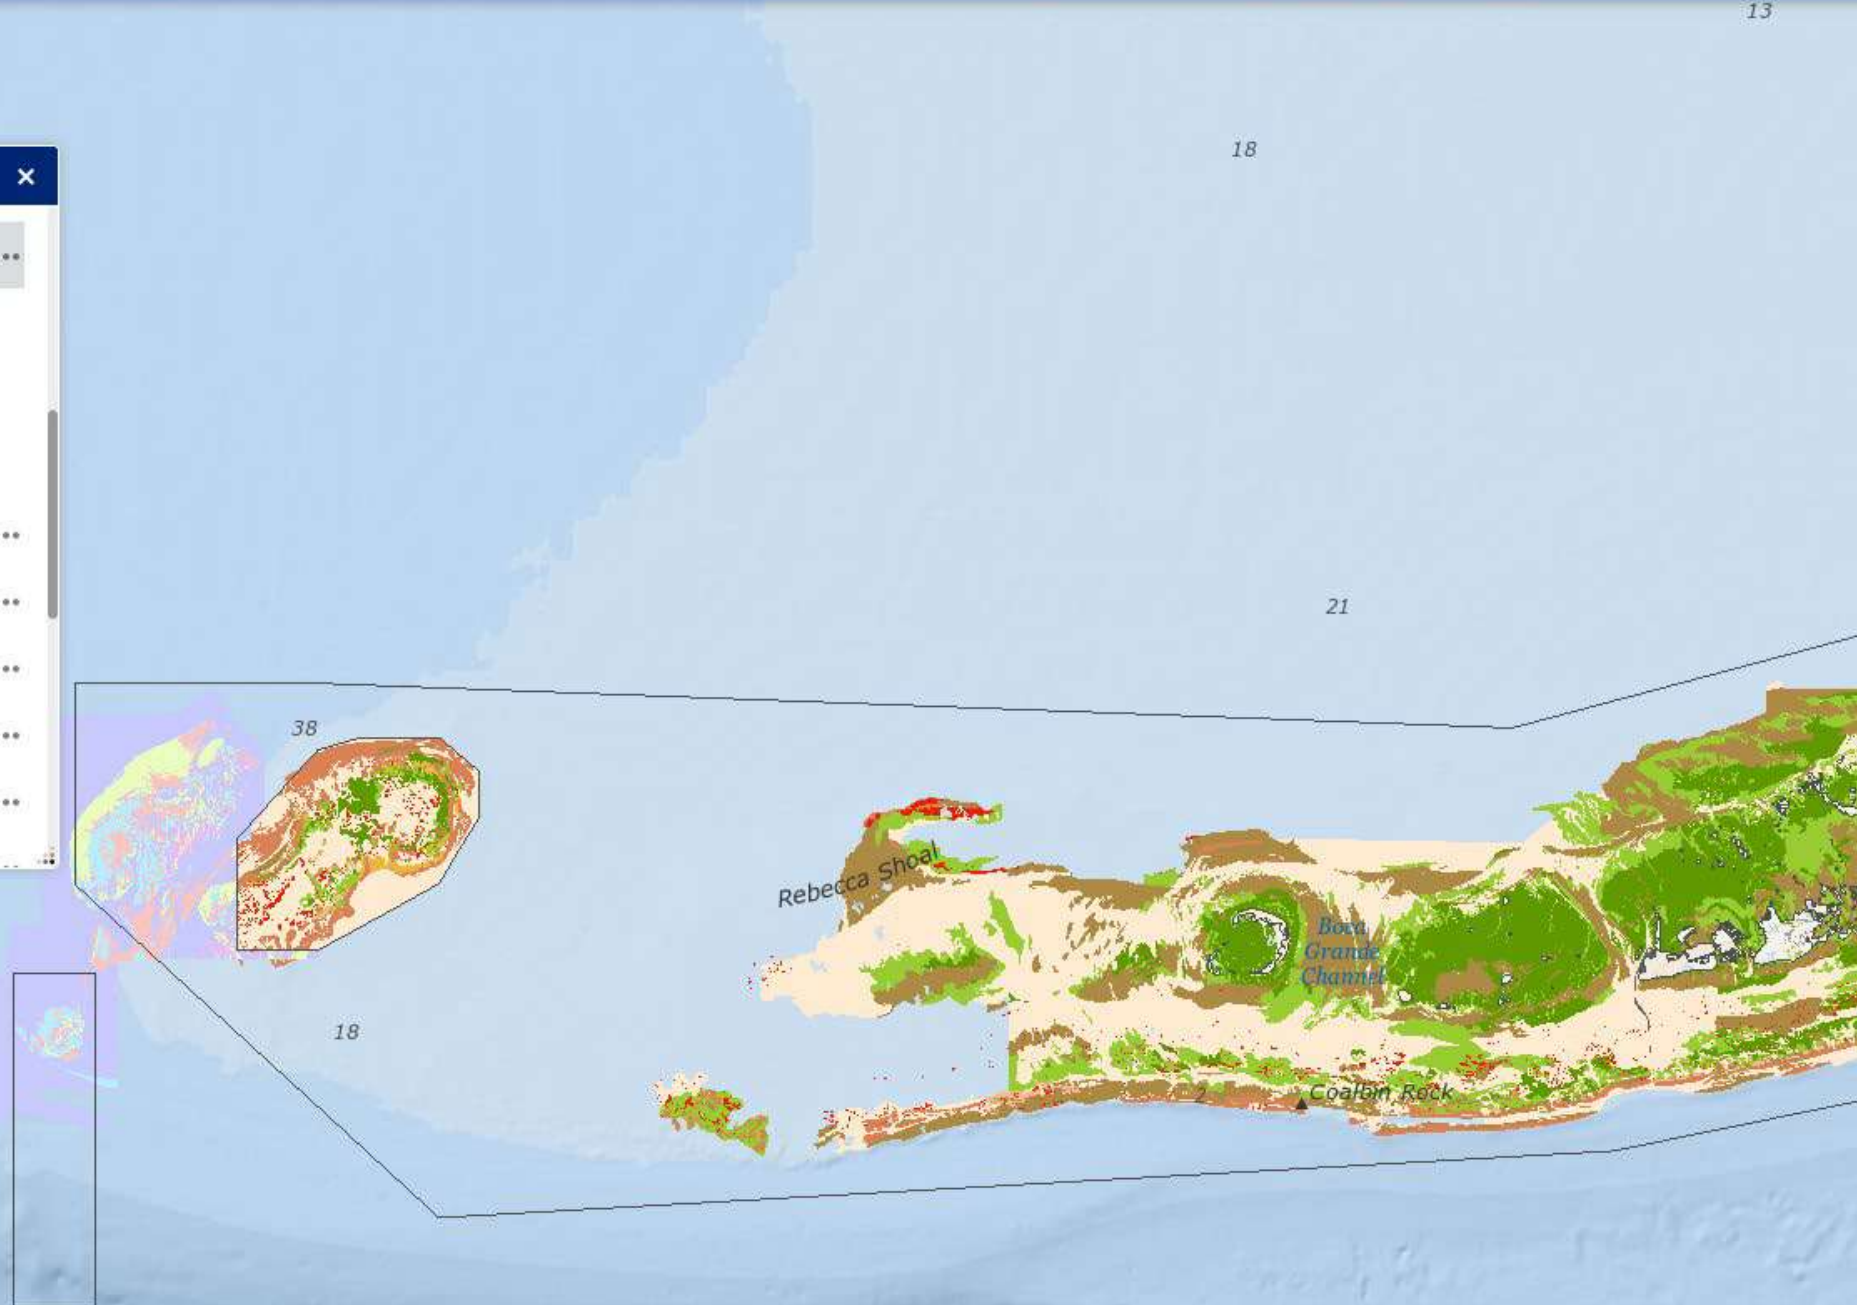 13
18
21
38
Rebecca Shoal
Boca
Grande
Channel
18
2
Coalbin Rock